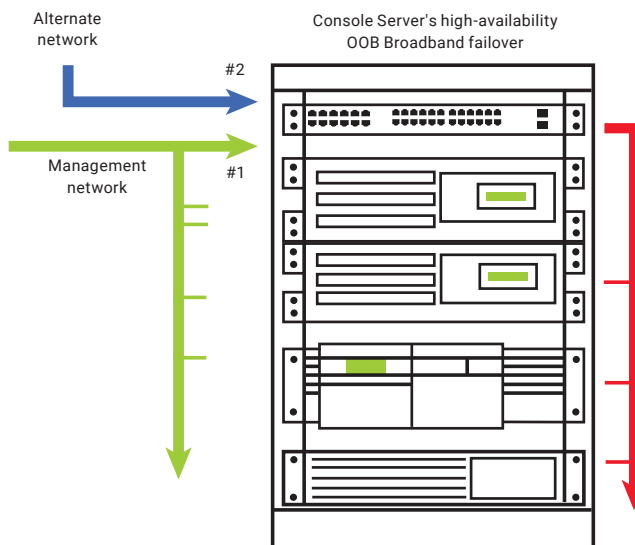 Alternate
network
Console Server's high-availability
OOB Broadband failover
#2
Management
network
#1